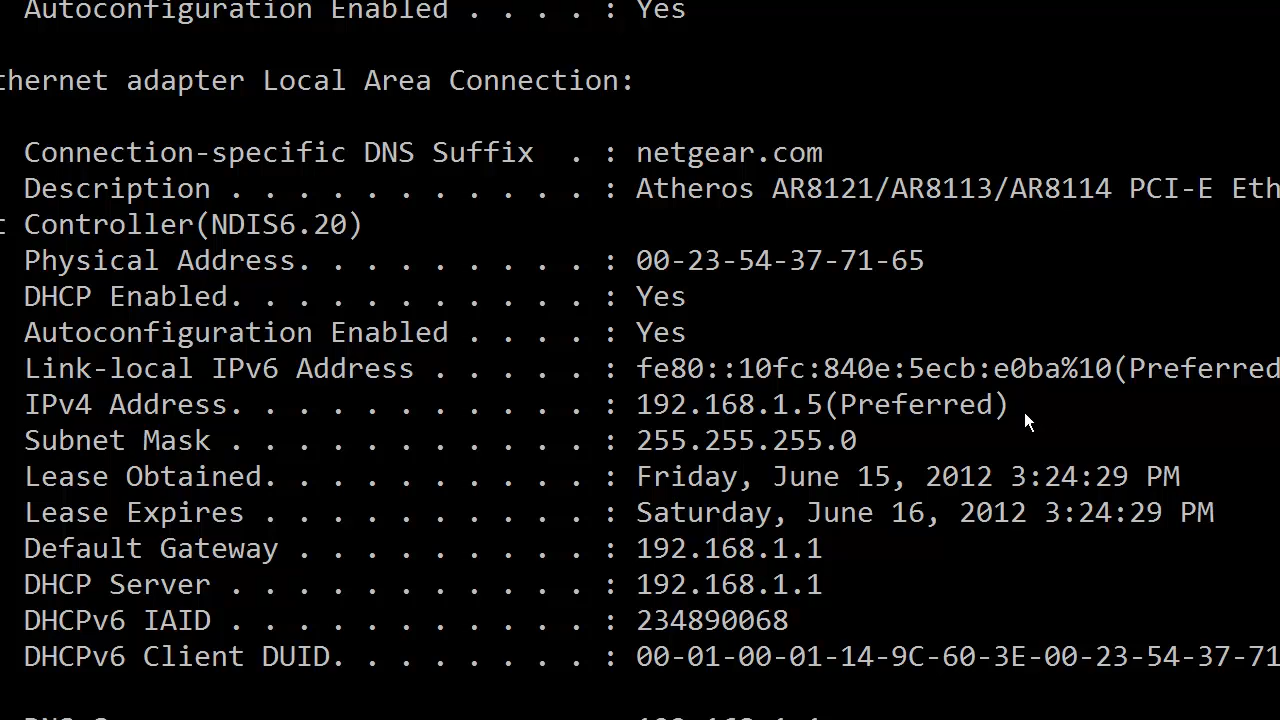 Autoconfiguration Enabled . . . . : Yes
thernet adapter Local Area Connection:
Connection-specific DNS Suffix  . : netgear.com
Description . . . . . . . . . . . : Atheros AR8121/AR8113/AR8114 PCI-E Eth
t Controller(NDIS6.20)
Physical Address. . . . . . . . . : 00-23-54-37-71-65
DHCP Enabled. . . . . . . . . . . : Yes
Autoconfiguration Enabled . . . . : Yes
Link-local IPv6 Address . . . . . : fe80::10fc:840e:5ecb:e0ba%10(Preferred
IPv4 Address. . . . . . . . . . . : 192.168.1.5(Preferred)
Subnet Mask . . . . . . . . . . . : 255.255.255.0
Lease Obtained. . . . . . . . . . : Friday, June 15, 2012 3:24:29 PM
Lease Expires . . . . . . . . . . : Saturday, June 16, 2012 3:24:29 PM
Default Gateway . . . . . . . . . : 192.168.1.1
DHCP Server . . . . . . . . . . . : 192.168.1.1
DHCPv6 IAID . . . . . . . . . . . : 234890068
DHCPv6 Client DUID. . . . . . . . : 00-01-00-01-14-9C-60-3E-00-23-54-37-71